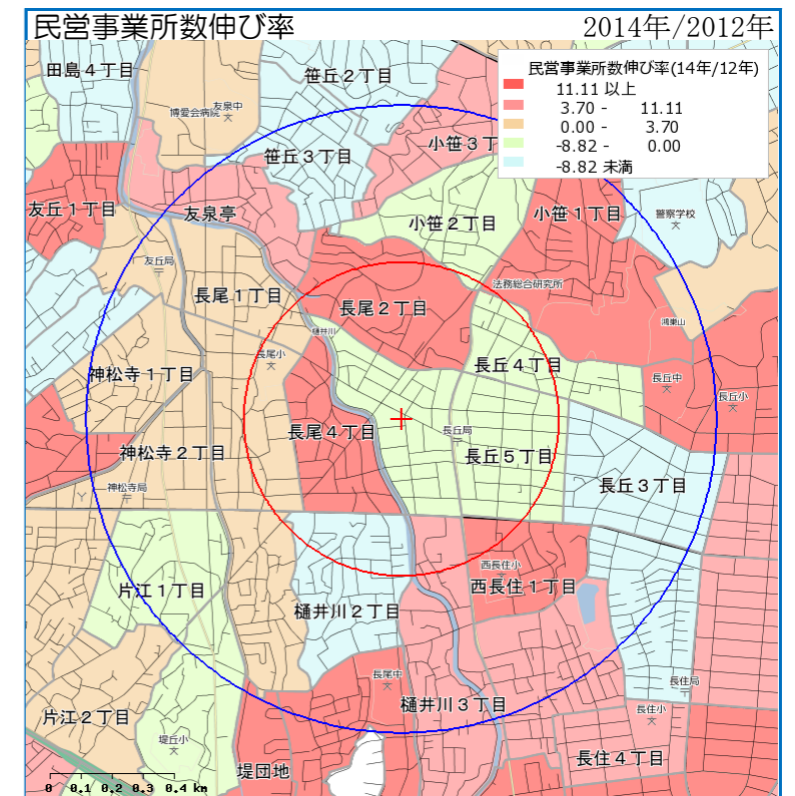 民営事業所数伸び率
2014年/2012年
民営事業所数伸び率(14年/12年)
11.11 以上
3.70 - 11.11
0.00 - 3.70
-8.82 - 0.00
-8.82 未満
田島4丁目
笹丘2丁目
友泉中
博愛会病院
小笹3丁
笹丘3丁目
友丘1丁目
友泉亭
小笹2丁目
小笹1丁目
警察学校
友丘局
法務総合研究所
長尾1丁目
長尾2丁目
鴻巣山
樋井川
長尾小
長丘4丁目
神松寺1丁目
長丘中
長丘小
長尾4丁目
長丘局
神松寺2丁目
長丘5丁目
長丘3丁目
神松寺局
西長住小
片江1丁目
西長住1丁目
樋井川2丁目
長尾中
長住局
樋井川3丁目
長住小
片江2丁目
堤丘小
長住4丁目
堤団地
0 0.1 0.2 0.3 0.4 km